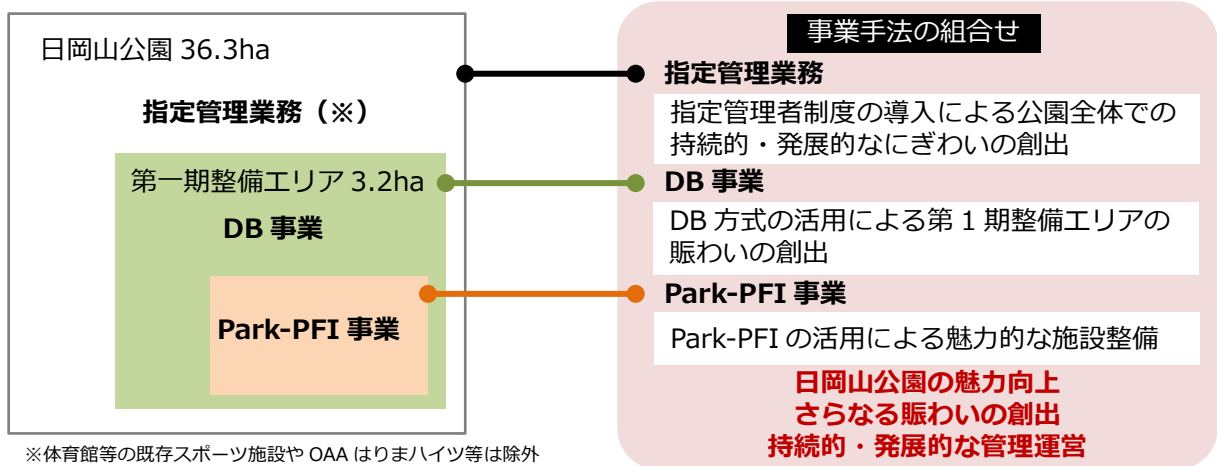 日岡山公園 36.3ha
指定管理業務（※）
第一期整備エリア 3.2ha
DB 事業
Park-PFI 事業
※体育館等の既存スポーツ施設や OAA はりまハイツ等は除外
事業手法の組合せ
指定管理業務
指定管理者制度の導入による公園全体での
持続的・発展的なにぎわいの創出
DB 事業
DB 方式の活用による第 1 期整備エリアの
賑わいの創出
Park-PFI 事業
Park-PFI の活用による魅力的な施設整備
日岡山公園の魅力向上
さらなる賑わいの創出
持続的・発展的な管理運営